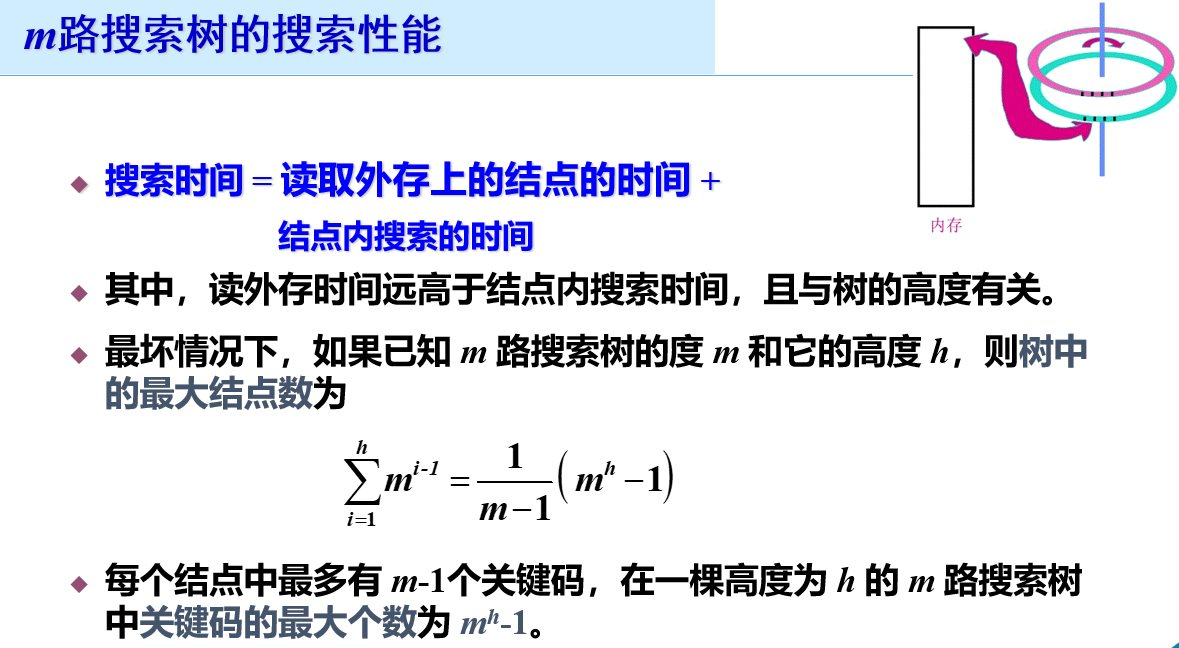 m路搜索树的搜索性能
内存
搜索时间 = 读取外存上的结点的时间 +
结点内搜索的时间
其中，读外存时间远高于结点内搜索时间，且与树的高度有关。
最坏情况下，如果已知 m 路搜索树的度 m 和它的高度 h，则树中
的最大结点数为
∑_{i=1}^{h} m^{i-1} = \frac{1}{m-1} (m^h − 1)
每个结点中最多有 m-1个关键码，在一棵高度为 h 的 m 路搜索树
中关键码的最大个数为 m^h-1。